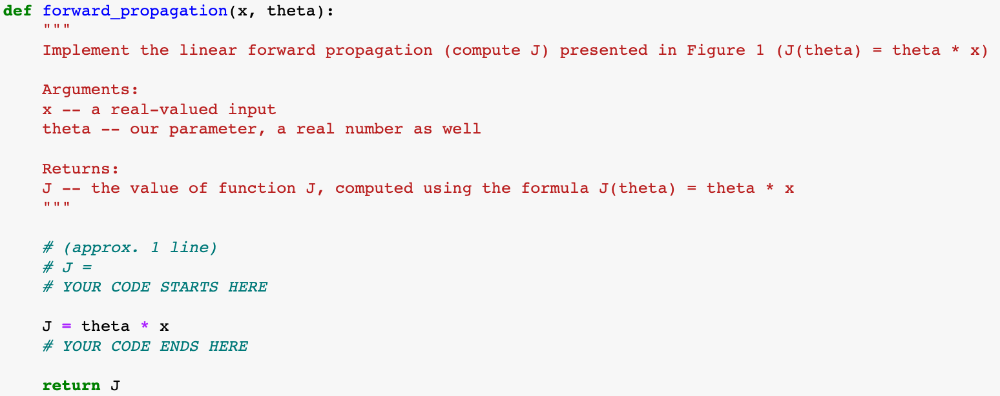 def forward_propagation(x, theta):
    """
    Implement the linear forward propagation (compute J) presented in Figure 1 (J(theta) = theta * x)

    Arguments:
    x -- a real-valued input
    theta -- our parameter, a real number as well

    Returns:
    J -- the value of function J, computed using the formula J(theta) = theta * x
    """

    # (approx. 1 line)
    # J =
    # YOUR CODE STARTS HERE

    J = theta * x
    # YOUR CODE ENDS HERE

    return J